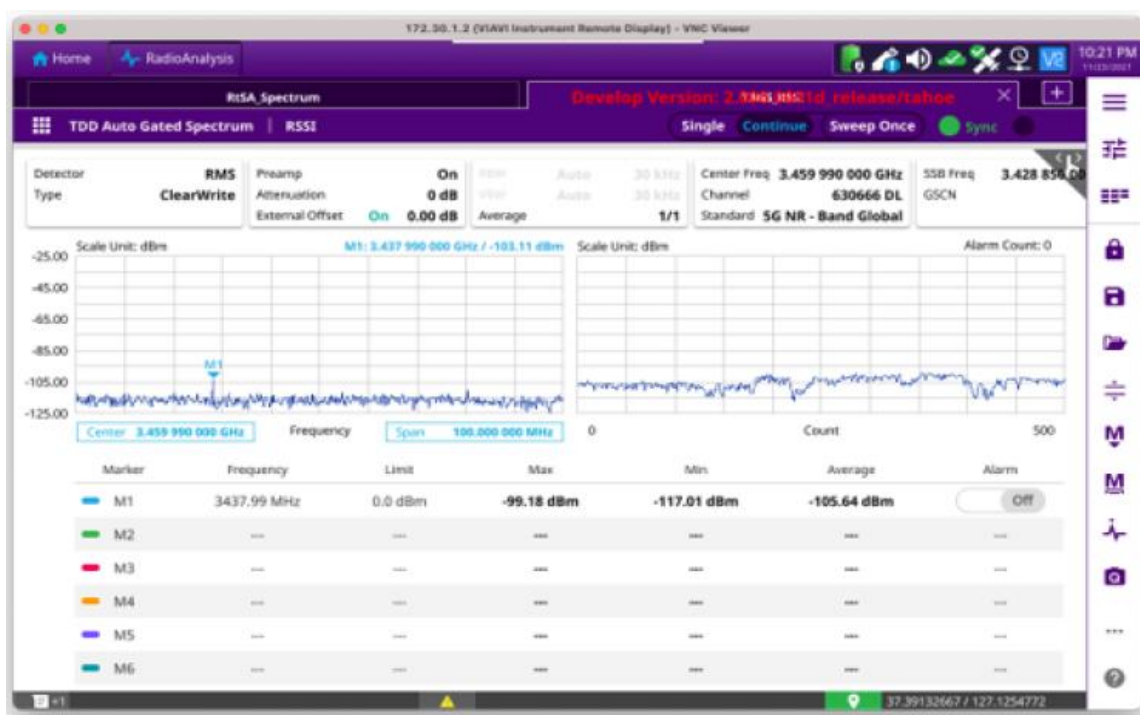 172.30.1.2 (VIAVI Instrument Remote Display) - VNC Viewer
Home RadioAnalysis V2 10:21 PM
11/23/2021
RtSA_Spectrum Develop Version: +
TDD Auto Gated Spectrum | RSSI Single Continue Sweep Once Sync
Detector RMS Preamp On Auto 30 kHz Center Freq 3.459 990 000 GHz SSB Freq
Type ClearWrite Attenuation 0 dB Auto 30 kHz Channel 630666 DL GSCN
External Offset On 0.00 dB Average 1/1 Standard 5G NR - Band Global
Scale Unit: dBm M1: 3.437 990 000 GHz / -103.11 dBm Scale Unit: dBm Alarm Count: 0
-25.00
-45.00
-65.00
-85.00
M1
-105.00
-125.00
Center 3.459 990 000 GHz Frequency Span 100.000 000 MHz 0 Count 500
Marker Frequency Limit Max Min Average Alarm
M1 3437.99 MHz 0.0 dBm -99.18 dBm -117.01 dBm -105.64 dBm Off
M2 --- --- --- --- --- ---
M3 --- --- --- --- --- ---
M4 --- --- --- --- --- ---
M5 --- --- --- --- --- ---
M6 --- --- --- --- --- ---
+1 37.39132667 / 127.1254772